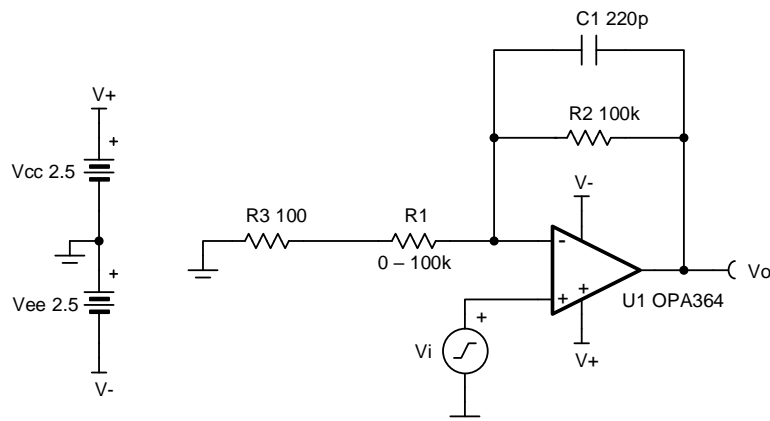 C1 220p
V+
+
R2 100k
Vcc 2.5
V-
R3 100
R1
-
0 – 100k
+
Vo
Vee 2.5
+
+
U1 OPA364
+
Vi
V+
V-